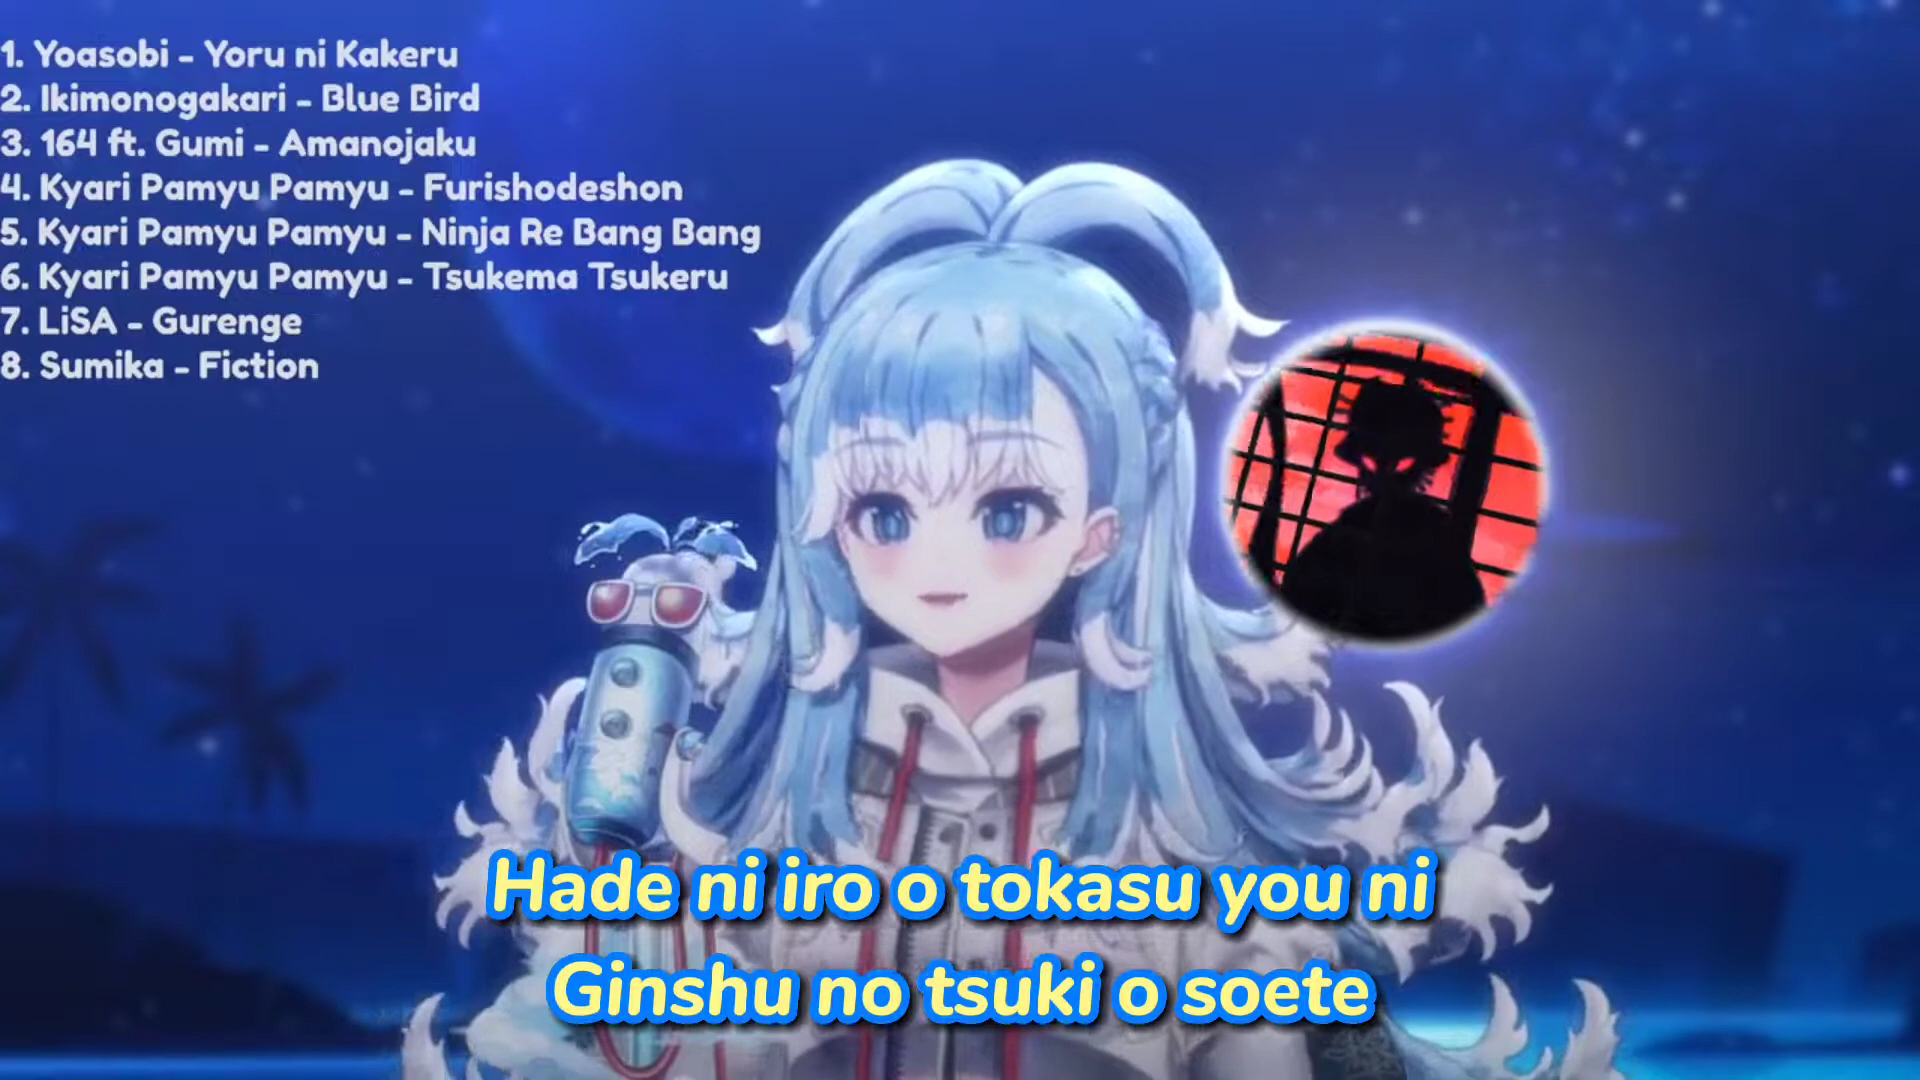 1. Yoasobi - Yoru ni Kakeru
2. Ikimonogakari - Blue Bird
3. 164 ft. Gumi - Amanojaku
4. Kyari Pamyu Pamyu - Furishodeshon
5. Kyari Pamyu Pamyu - Ninja Re Bang Bang
6. Kyari Pamyu Pamyu - Tsukema Tsukeru
7. LiSA - Gurenge
8. Sumika - Fiction
Hade ni iro o tokasu you ni
Ginshu no tsuki o soete